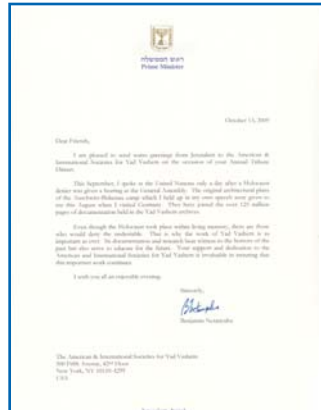 ראש הממשלה
Prime Minister
October 13, 2009
Dear Friends,
I am pleased to send warm greetings from Jerusalem to the American &
International Societies for Yad Vashem on the occasion of your Annual Tribute
Dinner.
This September, I spoke at the United Nations only a day after a Holocaust
denier was given a hearing at the General Assembly. The original architectural plans
of the Auschwitz-Birkenau camp which I held up in my own speech were given to
me this August when I visited Germany. They have joined the over 125 million
pages of documentation held in the Yad Vashem archives.
Even though the Holocaust took place within living memory, there are those
who would deny the undeniable. That is why the work of Yad Vashem is so
important as ever. Its documentation and research bear witness to the horrors of the
past but also serve to educate for the future. Your support and dedication to the
American and International Societies for Yad Vashem is invaluable in ensuring that
this important work continues.
I wish you all an enjoyable evening.
Sincerely,
Benjamin Netanyahu
The American & International Societies for Yad Vashem
500 Fifth Avenue, 42nd Floor
New York, NY 10110-4299
USA